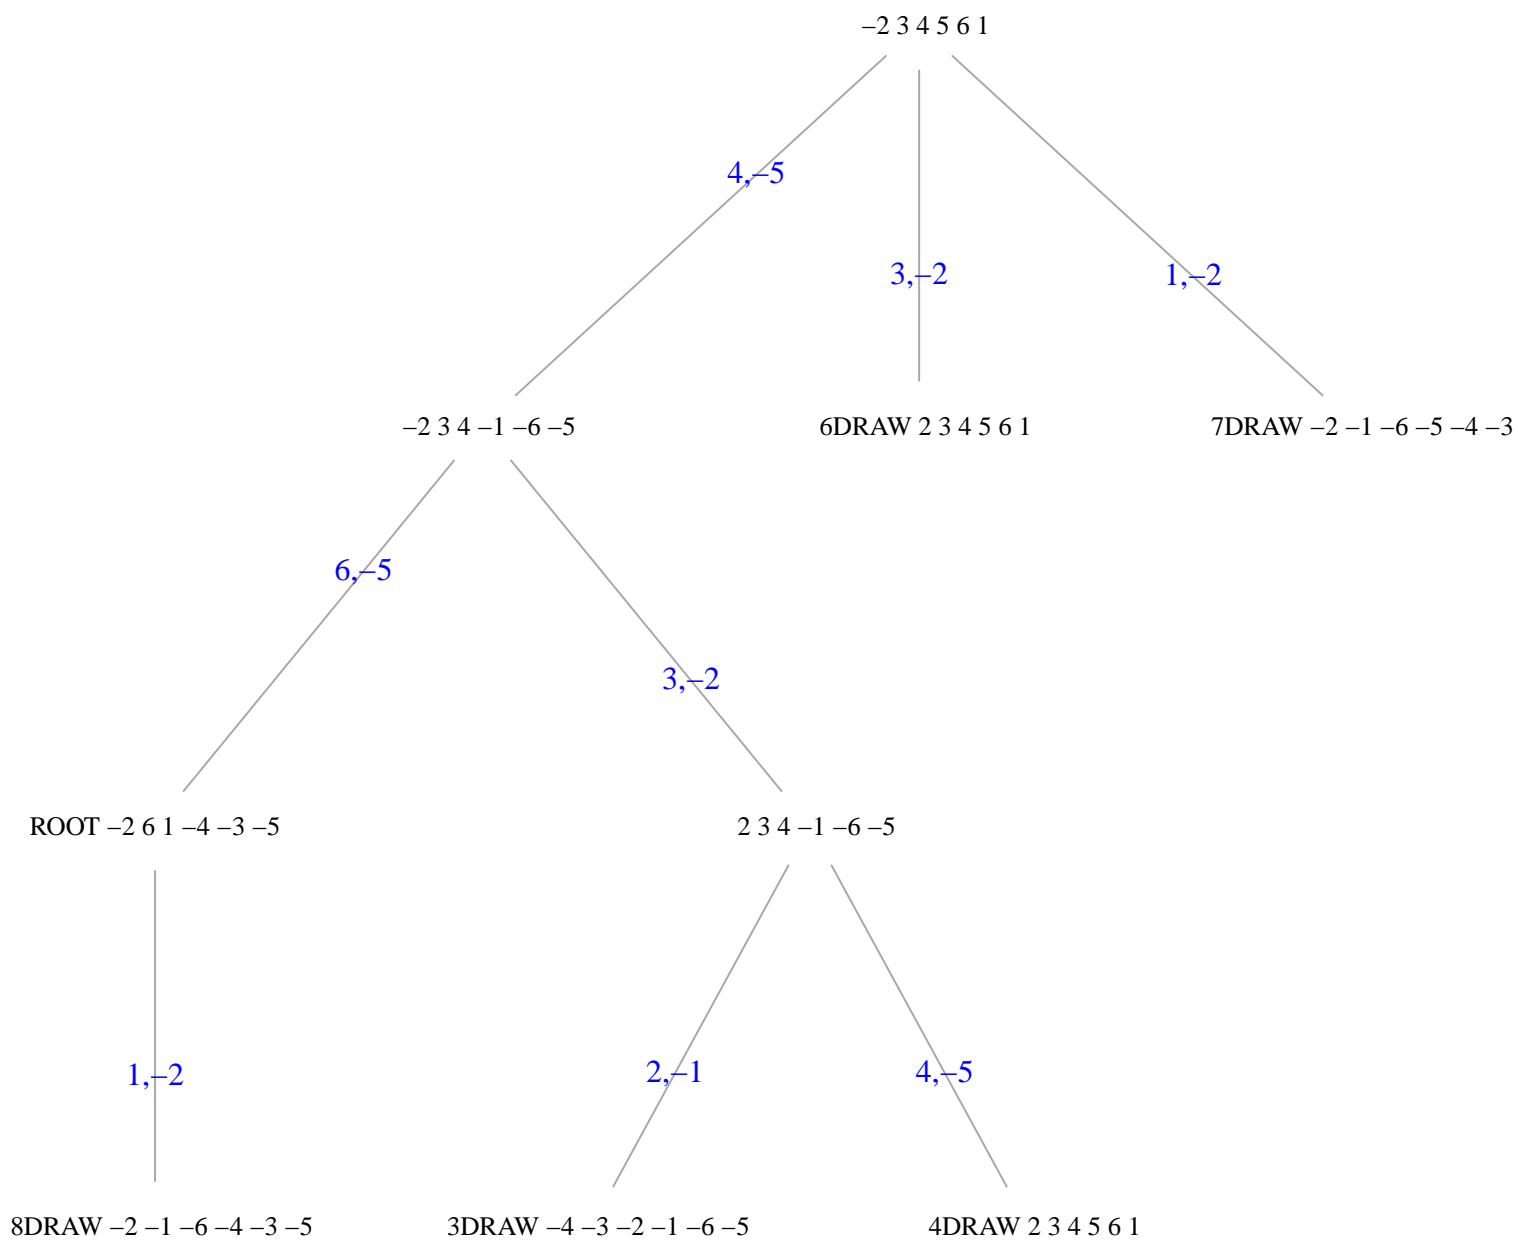 –2 3 4 5 6 1
4,–5
3,–2
1,–2
–2 3 4 –1 –6 –5
6DRAW 2 3 4 5 6 1
7DRAW –2 –1 –6 –5 –4 –3
6,–5
3,–2
ROOT –2 6 1 –4 –3 –5
2 3 4 –1 –6 –5
1,–2
2,–1
4,–5
8DRAW –2 –1 –6 –4 –3 –5
3DRAW –4 –3 –2 –1 –6 –5
4DRAW 2 3 4 5 6 1